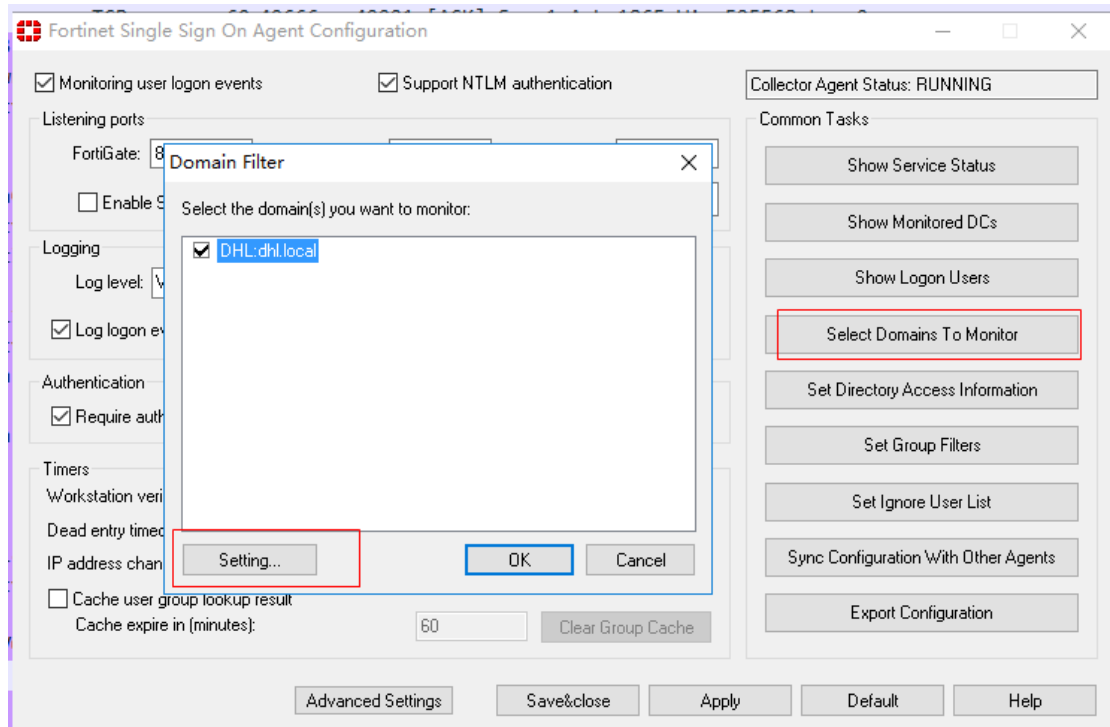 Fortinet Single Sign On Agent Configuration
Monitoring user logon events
Support NTLM authentication
Collector Agent Status: RUNNING
Listening ports
FortiGate: 8
Enable S
Common Tasks
Show Service Status
Show Monitored DCs
Show Logon Users
Select Domains To Monitor
Set Directory Access Information
Set Group Filters
Set Ignore User List
Sync Configuration With Other Agents
Export Configuration
Domain Filter
Select the domain(s) you want to monitor:
DHL:dhl.local
Setting...
OK
Cancel
Logging
Log level:
Log logon ev
Authentication
Require auth
Timers
Workstation veri
Dead entry timeo
IP address chan
Cache user group lookup result
Cache expire in (minutes):
60
Clear Group Cache
Advanced Settings
Save&close
Apply
Default
Help